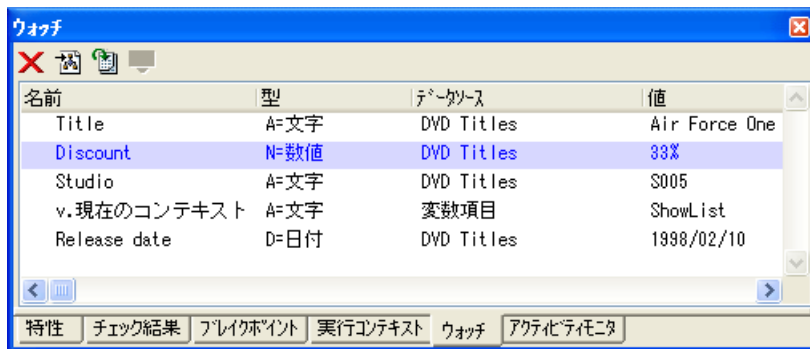 ウォッチ
名前 型 ﾃﾞｰﾀｿｰｽ 値
Title A=文字 DVD Titles Air Force One
Discount N=数値 DVD Titles 33%
Studio A=文字 DVD Titles S005
v.現在のコンテキスト A=文字 変数項目 ShowList
Release date D=日付 DVD Titles 1998/02/10
特性 チェック結果 ﾌﾞﾚｲｸﾎﾟｲﾝﾄ 実行ｺﾝﾃｷｽﾄ ウォッチ ｱｸﾃｨﾋﾞﾃｨﾓﾆﾀ